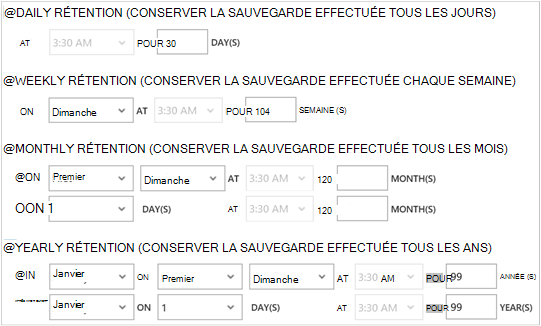 @DAILY RÉTENTION (CONSERVER LA SAUVEGARDE EFFECTUÉE TOUS LES JOURS)
AT 3:30 AM POUR 30 DAY(S)
@WEEKLY RÉTENTION (CONSERVER LA SAUVEGARDE EFFECTUÉE CHAQUE SEMAINE)
ON Dimanche AT 3:30 AM POUR 104 SEMAINE (S)
@MONTHLY RÉTENTION (CONSERVER LA SAUVEGARDE EFFECTUÉE TOUS LES MOIS)
@ON Premier Dimanche AT 3:30 AM 120 MONTH(S)
OON 1 DAY(S) AT 3:30 AM 120 MONTH(S)
@YEARLY RÉTENTION (CONSERVER LA SAUVEGARDE EFFECTUÉE TOUS LES ANS)
@IN Janvier ON Premier Dimanche AT 3:30 AM POUR 99 ANNÉE (S)
Janvier ON 1 DAY(S) AT 3:30 AM POUR 99 YEAR(S)